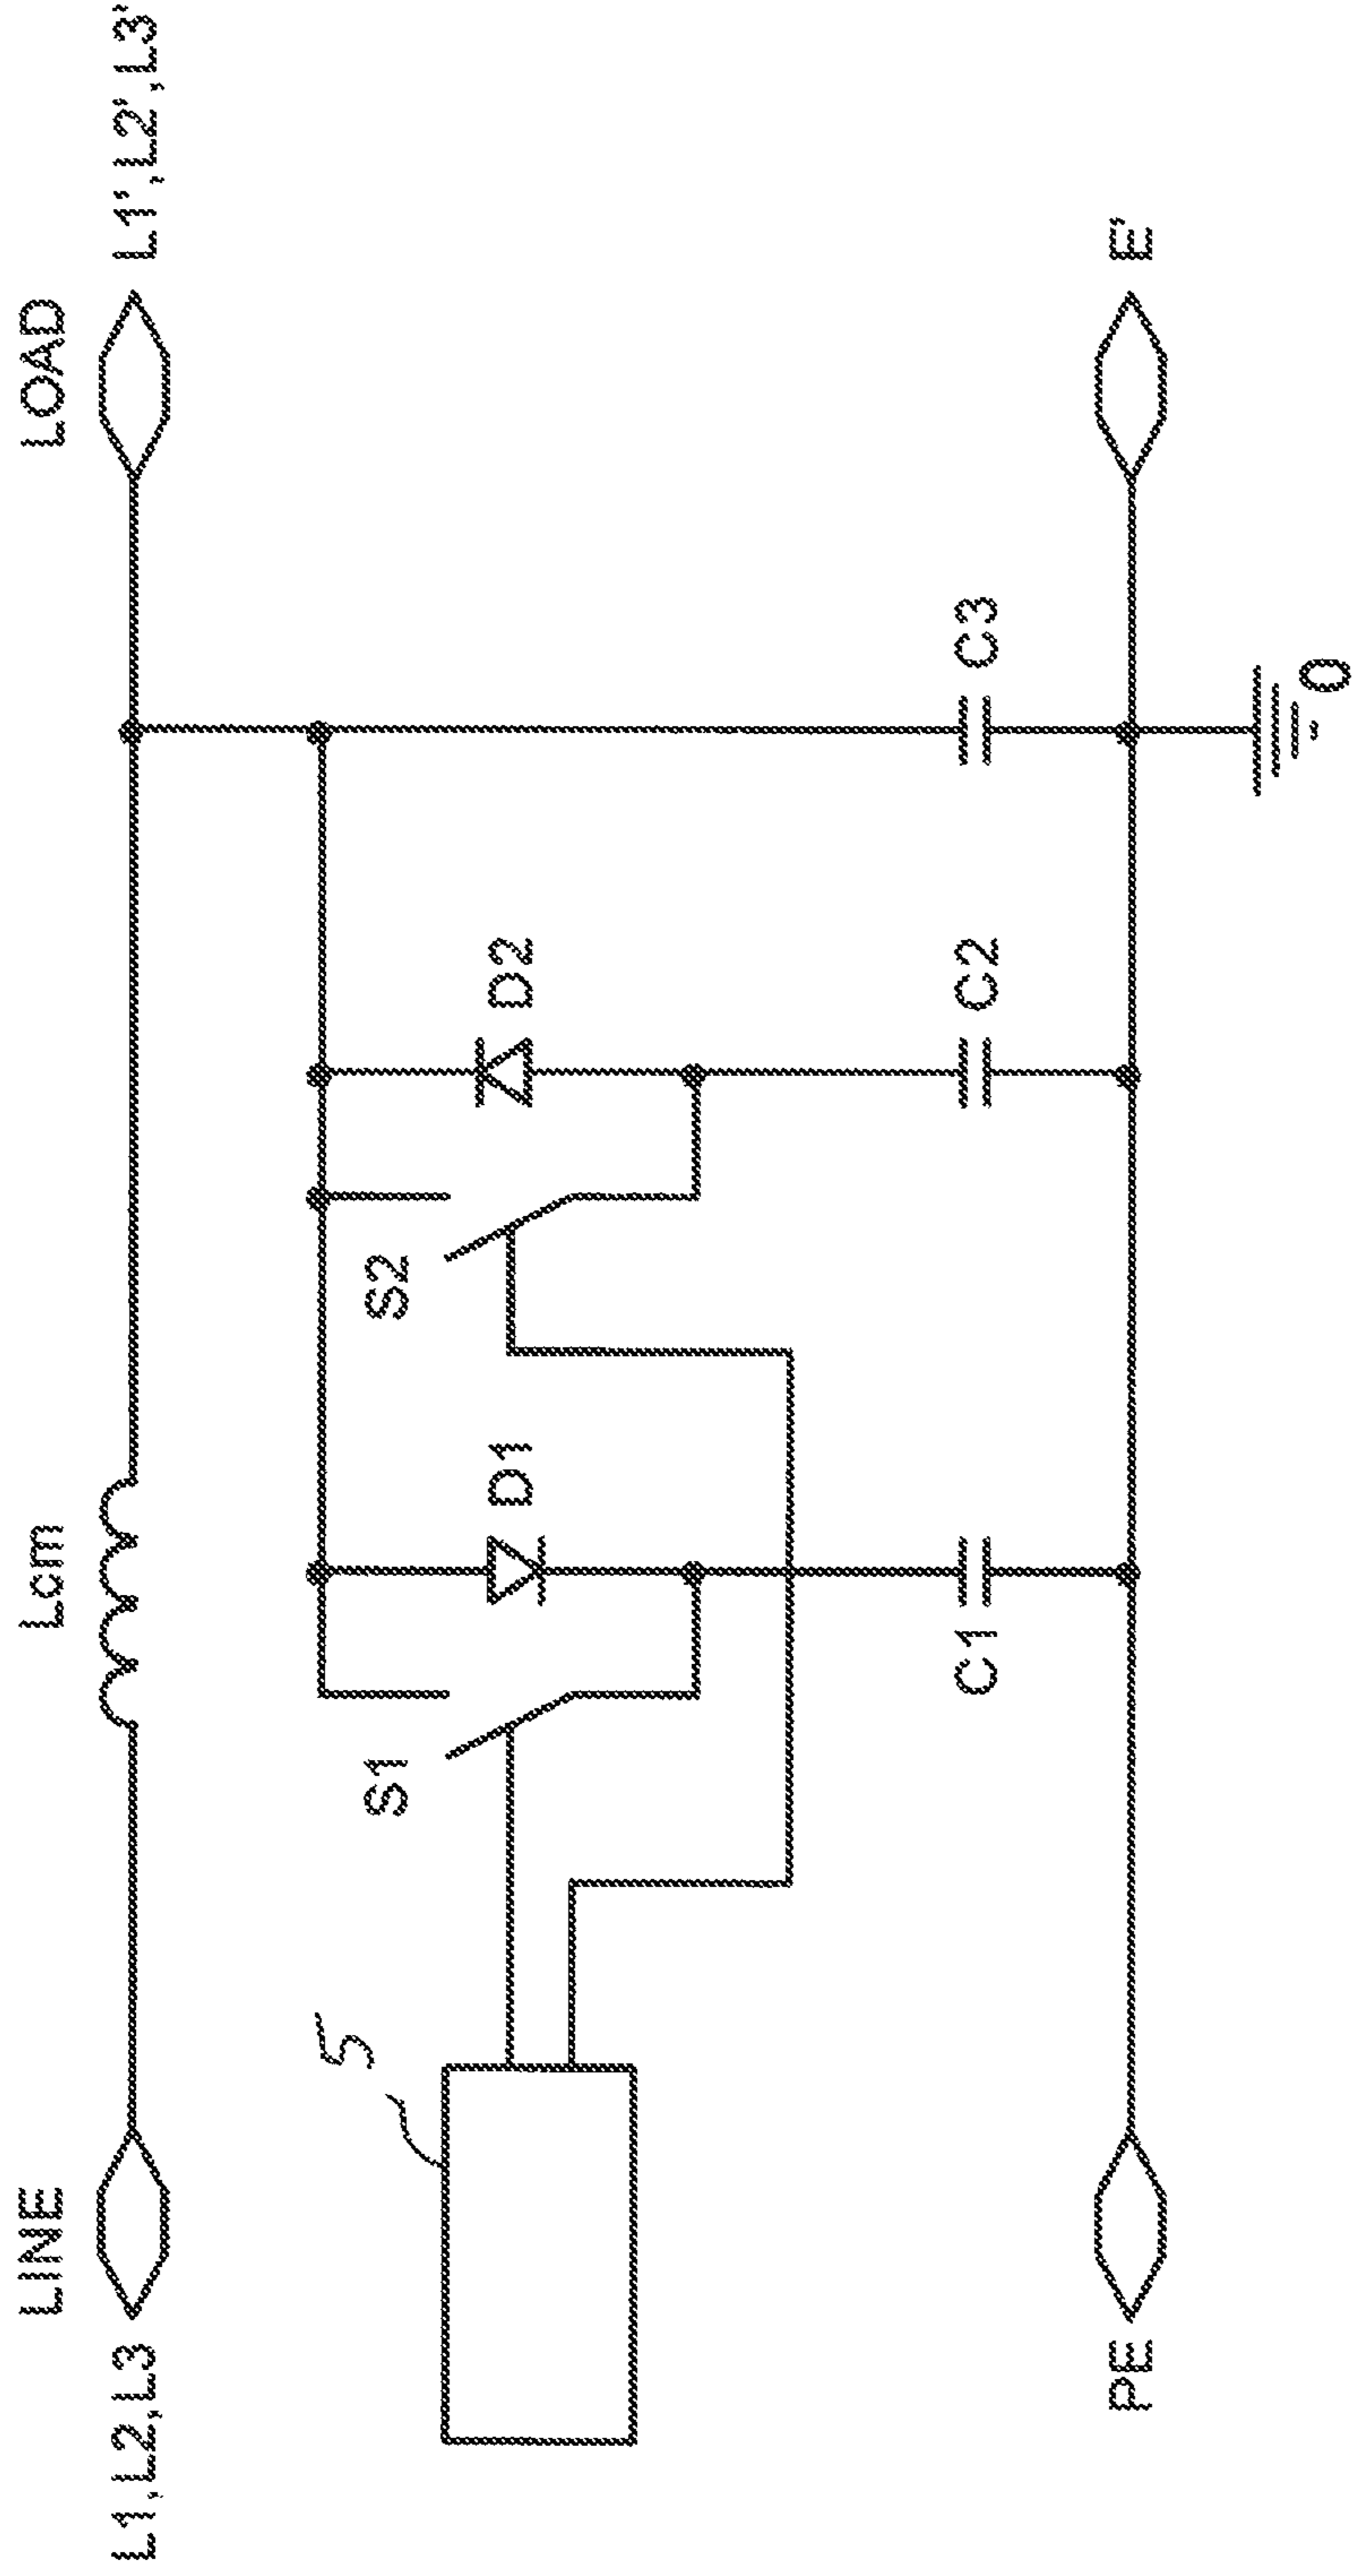 LINE
Lcm
LOAD
L1,L2,L3
L1',L2',L3'
5
S1
D1
S2
D2
C1
C2
C3
PE
E'
0